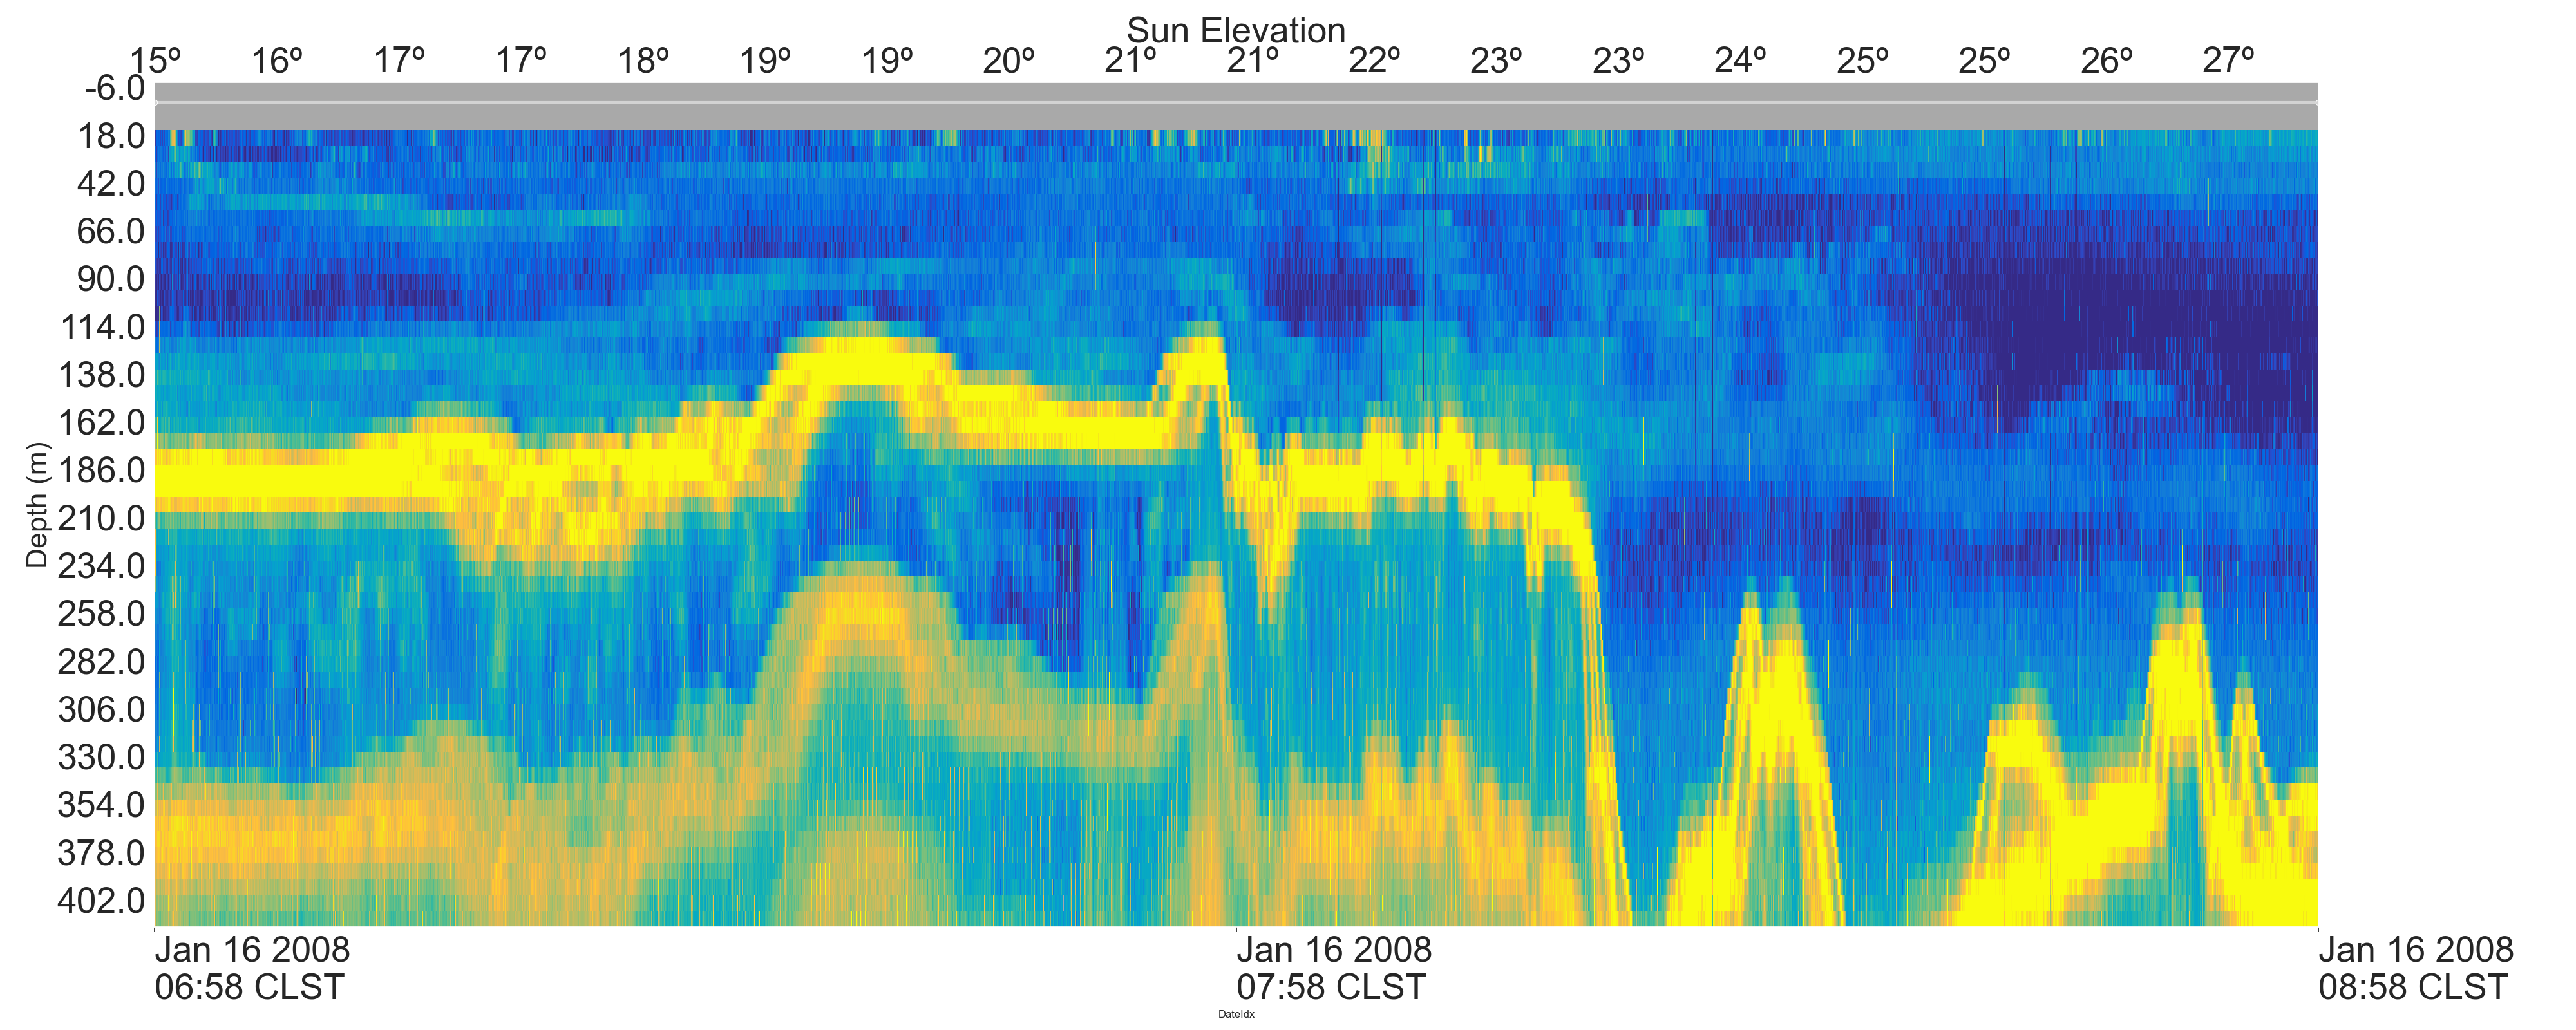 Sun Elevation
15º 16º 17º 17º 18º 19º 19º 20º 21º 21º 22º 23º 23º 24º 25º 25º 26º 27º
-6.0
18.0
42.0
66.0
90.0
114.0
138.0
162.0
186.0
210.0
234.0
258.0
282.0
306.0
330.0
354.0
378.0
402.0
Depth (m)
Jan 16 2008
06:58 CLST
Jan 16 2008
07:58 CLST
Jan 16 2008
08:58 CLST
DateIdx